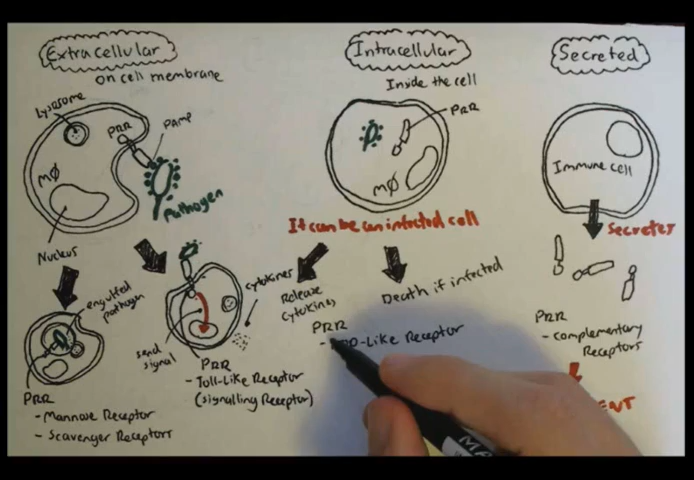 Extracellular
on cell membrane
Lysosome
PRR
PAMP
MØ
Pathogen
Nucleus
engulfed
pathogen
PRR
- Mannose Receptor
- Scavenger Receptors
send
signal
cytokines
PRR
- Toll-Like Receptor
(signalling Receptor)
Intracellular
Inside the cell
PRR
MØ
It can be an infected cell
Release
Cytokines
Death if infected
PRR
-Like Receptor
Secreted
Immune cell
Secretes
PRR
- Complementary
Receptors